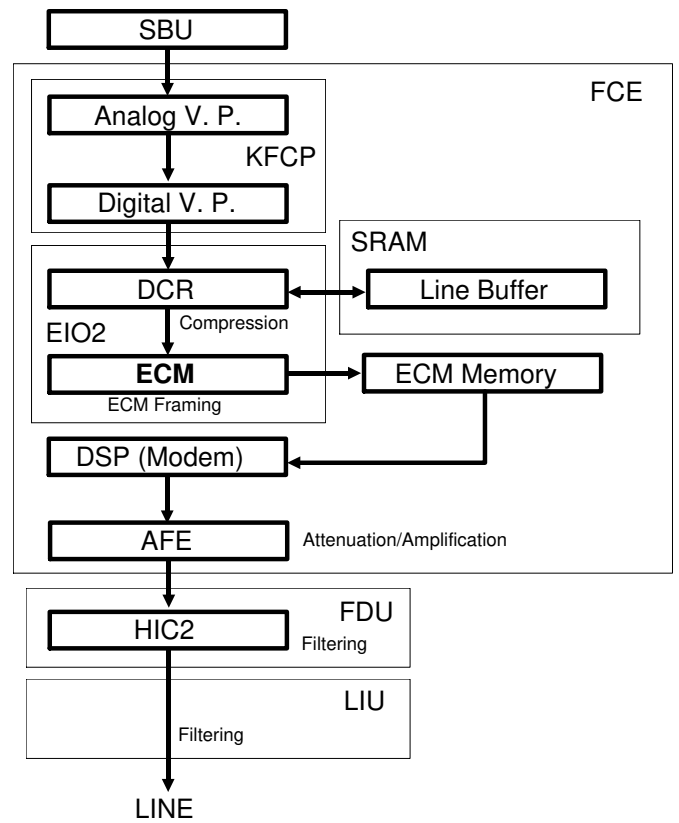 SBU
FCE
Analog V. P.
KFCP
Digital V. P.
SRAM
DCR
Line Buffer
Compression
EIO2
ECM
ECM Memory
ECM Framing
DSP (Modem)
AFE
Attenuation/Amplification
FDU
HIC2
Filtering
LIU
Filtering
LINE